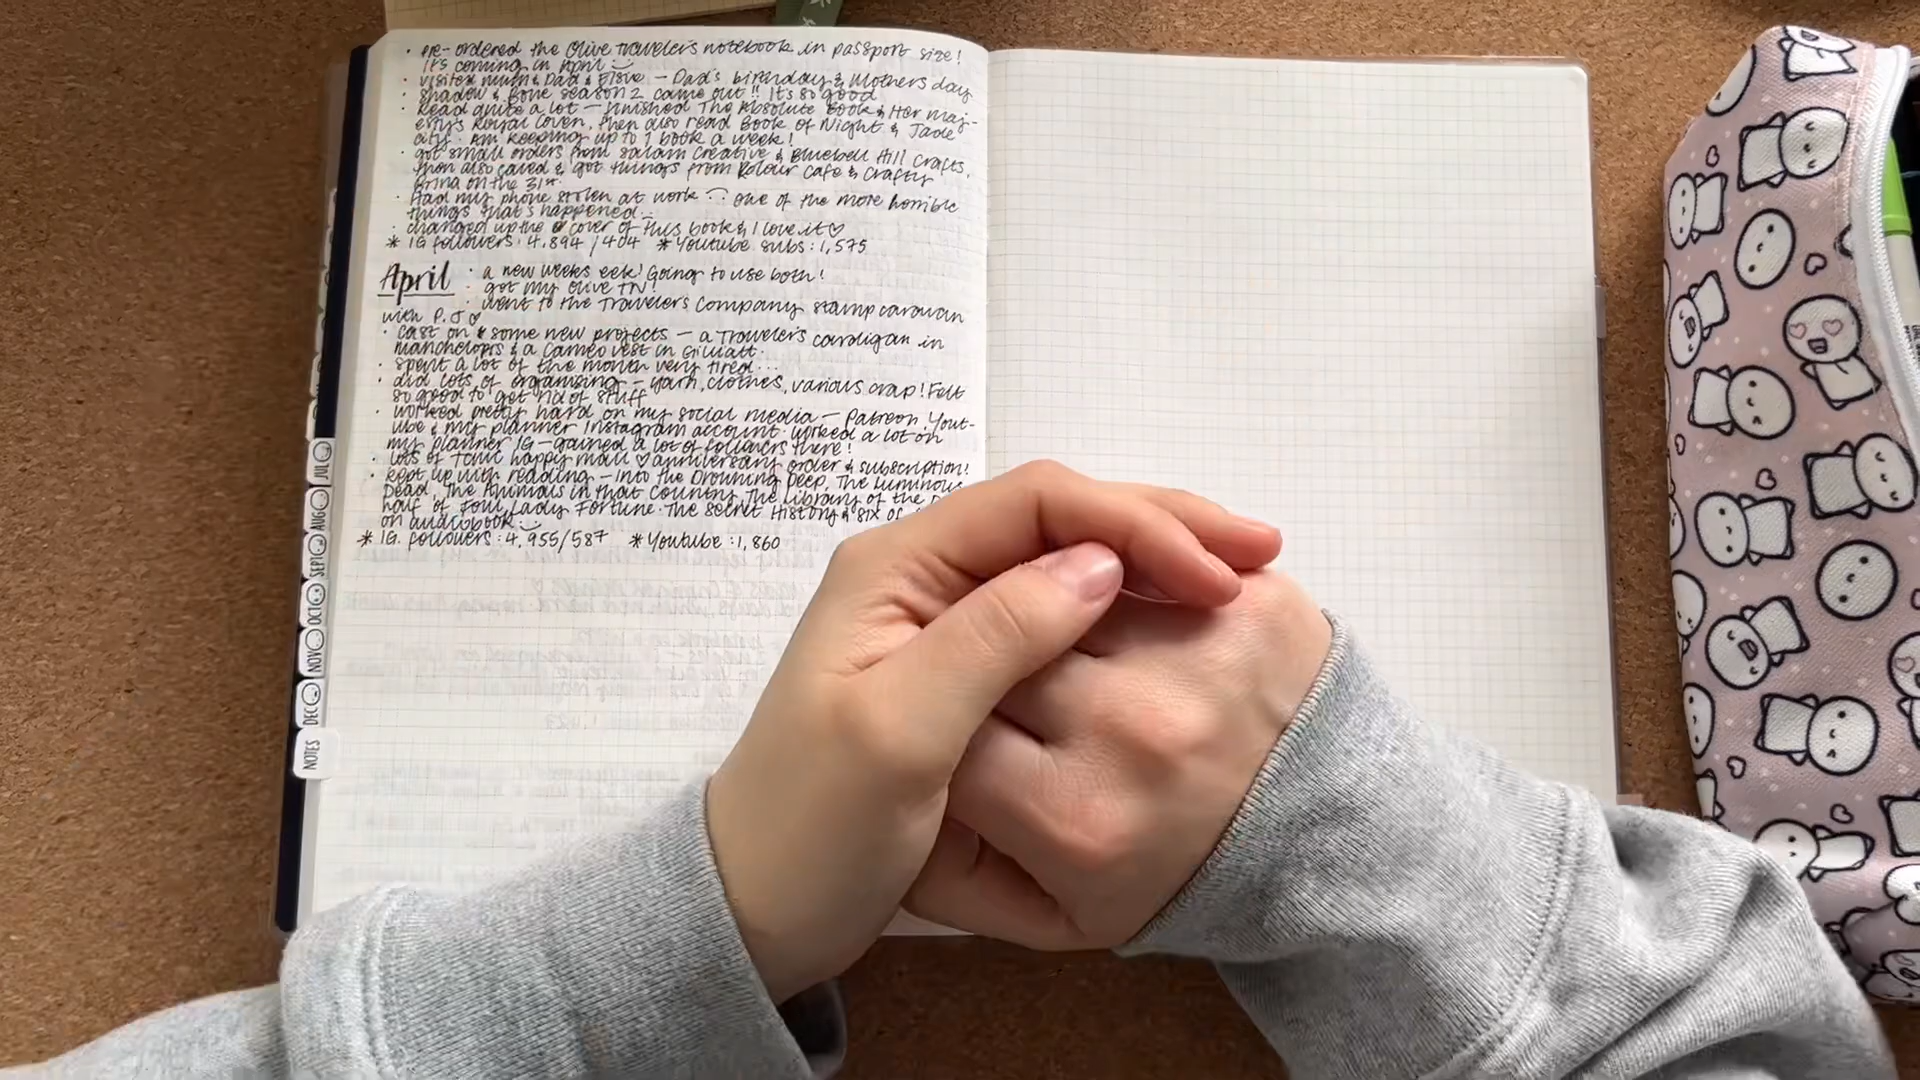 · pre-ordered the Olive Traveler's notebook in passport size!
It's coming in April
· visited mum & Dad & Elsie – Dad's birthday & Mothers day
· Shadow & Bone season 2 came out!! It's so good
· Read quite a lot – finished The Absolute Book & Her maj-
esty's Royal Coven, then also read Book of Night & Jade
city. Am keeping up to 1 book a week!
· got small orders from Salam Creative & Bluebell Hill Crafts,
then also caved & got things from Kolour Cafe & Crafty
on the 31st.
· Had my phone stolen at work :( one of the more horrible
things that's happened...
· changed up the cover of this book & I love it ♡
* IG followers: 4,894 / 404 * Youtube subs: 1,575
April · a new weeks eek! Going to use both!
· got my olive TN!
· went to the Travelers Company stamp caravan
with P.J ♡
· cast on some new projects – a Traveler's cardigan in
& a Cameo vest in Gilliatt.
· spent a lot of the month very tired...
· did lots of organising – yarn, clothes, various crap! Felt
so good to get rid of stuff
· worked pretty hard on my social media – Patreon, Yout-
ube & my planner Instagram account. worked a lot on
my planner IG – gained a lot of followers there!
· lots of TCMC happy mail ♡ anniversary order & subscription!
· kept up with reading – Into the Drowning Deep, The Luminous
Dead, The Animals in that Country, The Library of the
half of Foul Lady Fortune. The Secret History & Six of
on audiobook
* IG followers: 4,955/587 * Youtube: 1,860
JUL
AUG
SEPT
OCT
NOV
DEC
NOTES